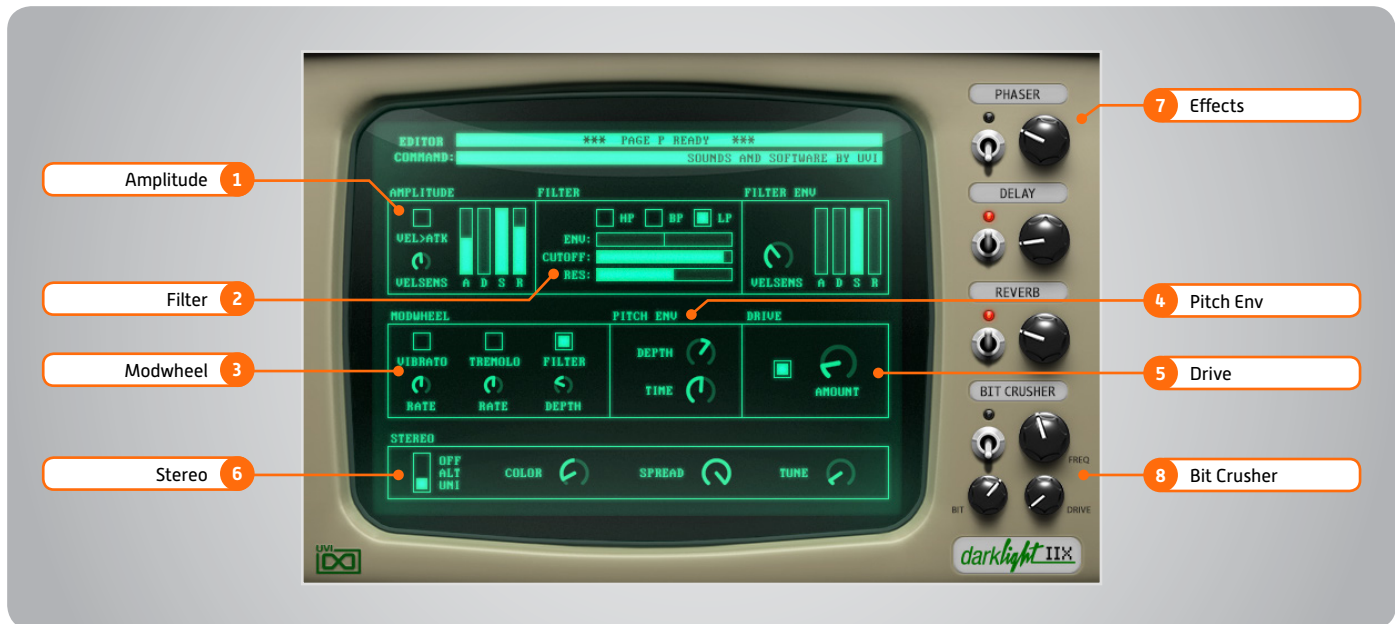 Amplitude 1
Filter 2
Modwheel 3
Stereo 6
EDITOR *** PAGE P READY ***
COMMAND: SOUNDS AND SOFTWARE BY UVI
AMPLITUDE FILTER FILTER ENV
HP BP LP
VEL>ATK ENV:
CUTOFF:
RES:
VELSENS A D S R VELSENS A D S R
MODWHEEL PITCH ENV DRIVE
VIBRATO TREMOLO FILTER DEPTH
RATE RATE DEPTH TIME AMOUNT
STEREO
OFF
ALT
UNI
COLOR SPREAD TUNE
UVI
PHASER
DELAY
REVERB
BIT CRUSHER
FREQ
BIT DRIVE
darklight IIX
7 Effects
4 Pitch Env
5 Drive
8 Bit Crusher